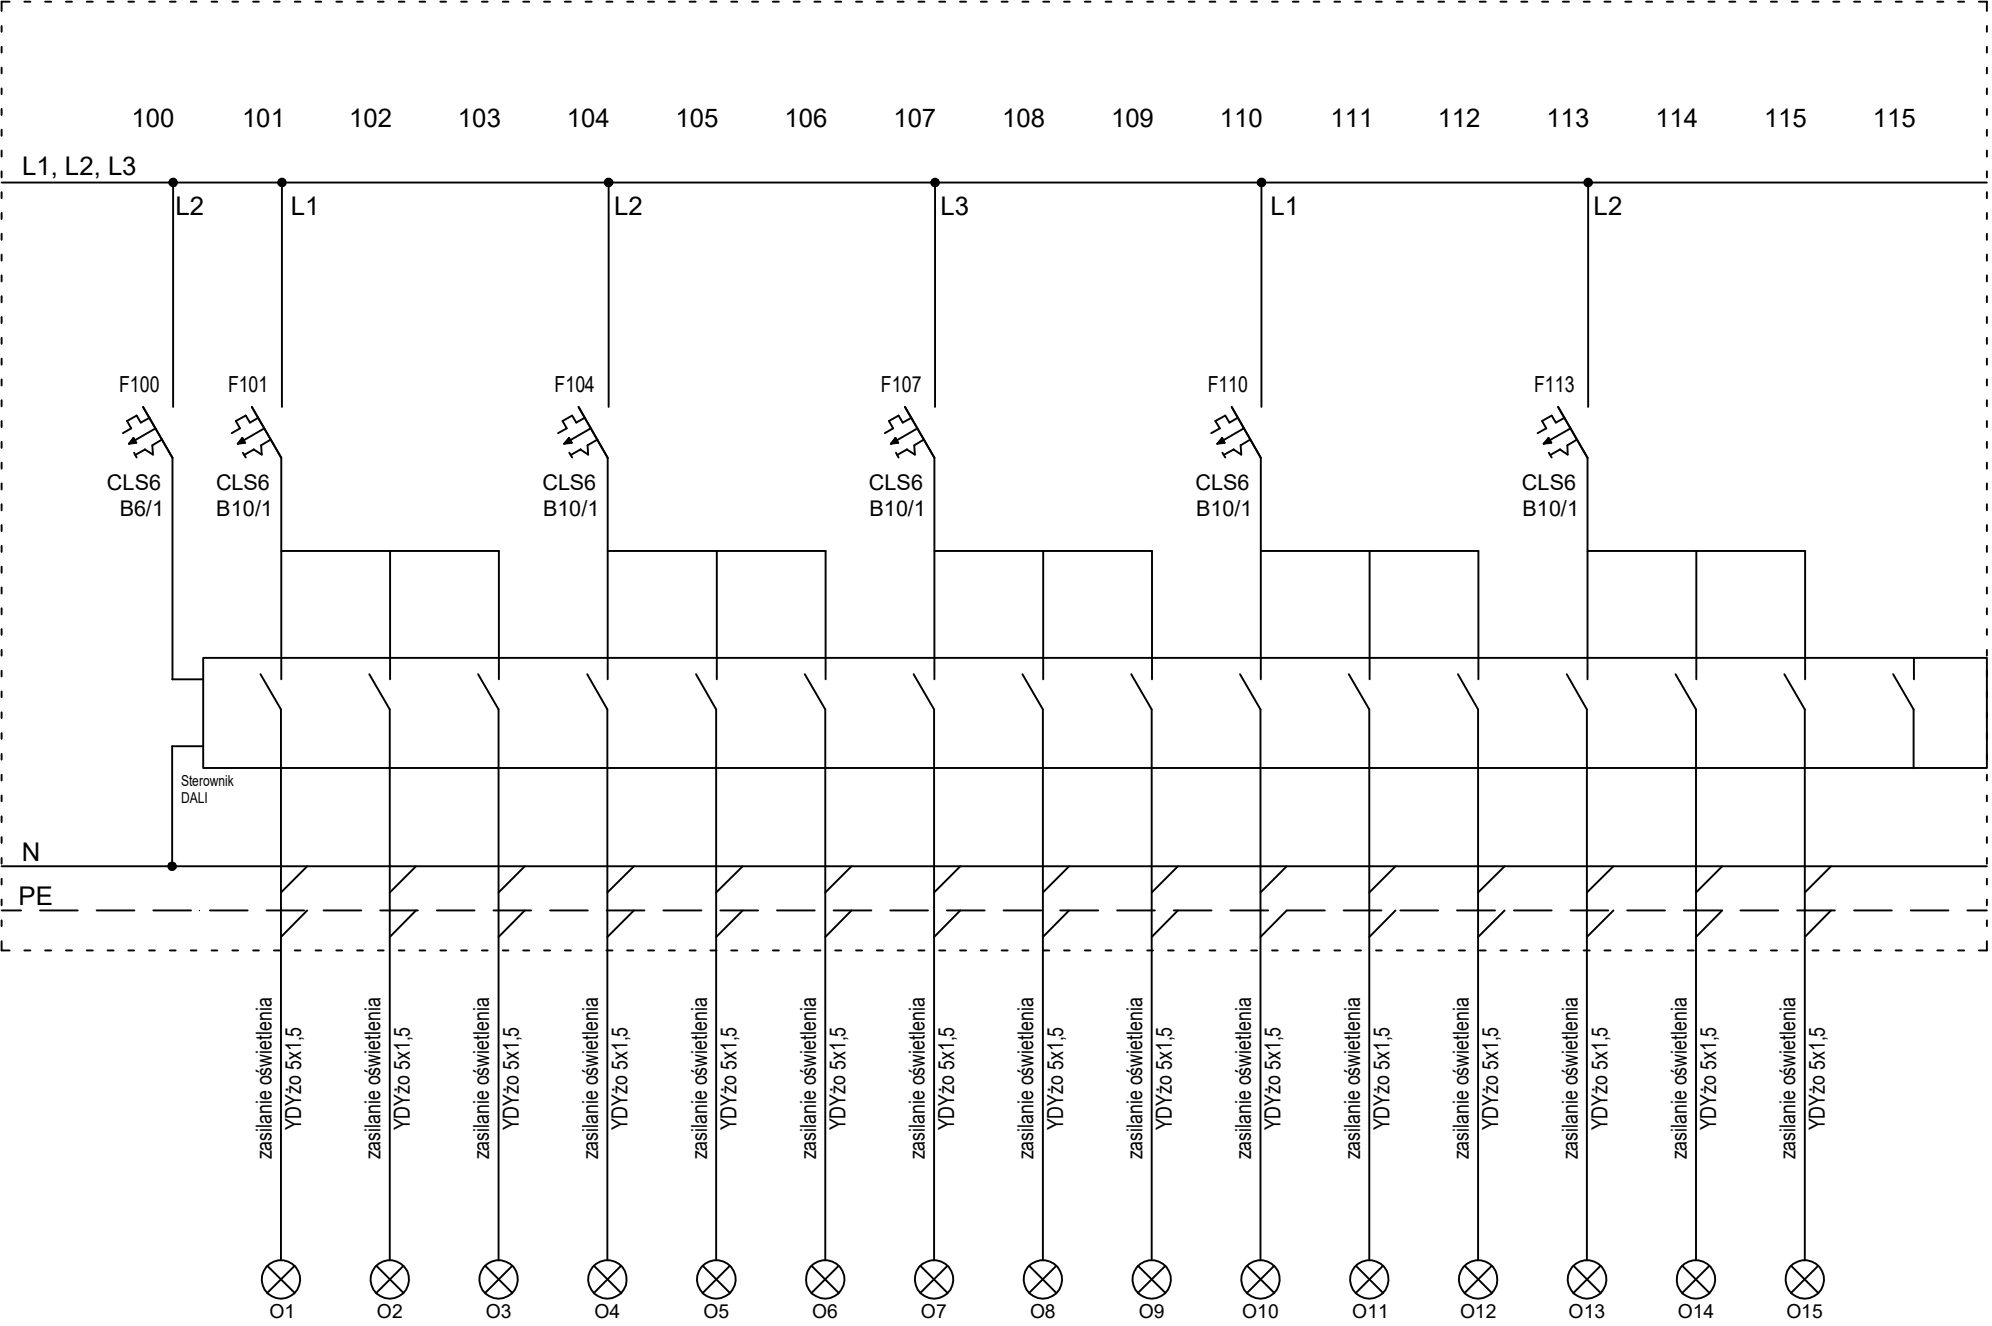 100 101 102 103 104 105 106 107 108 109 110 111 112 113 114 115 115
L1, L2, L3
L2 L1 L2 L3 L1 L2
F100 F101 F104 F107 F110 F113
CLS6 CLS6 CLS6 CLS6 CLS6 CLS6
B6/1 B10/1 B10/1 B10/1 B10/1 B10/1
Sterownik
DALI
N
PE
zasilanie oświetlenia
YDYżo 5x1,5
zasilanie oświetlenia
YDYżo 5x1,5
zasilanie oświetlenia
YDYżo 5x1,5
zasilanie oświetlenia
YDYżo 5x1,5
zasilanie oświetlenia
YDYżo 5x1,5
zasilanie oświetlenia
YDYżo 5x1,5
zasilanie oświetlenia
YDYżo 5x1,5
zasilanie oświetlenia
YDYżo 5x1,5
zasilanie oświetlenia
YDYżo 5x1,5
zasilanie oświetlenia
YDYżo 5x1,5
zasilanie oświetlenia
YDYżo 5x1,5
zasilanie oświetlenia
YDYżo 5x1,5
zasilanie oświetlenia
YDYżo 5x1,5
zasilanie oświetlenia
YDYżo 5x1,5
zasilanie oświetlenia
YDYżo 5x1,5
O1 O2 O3 O4 O5 O6 O7 O8 O9 O10 O11 O12 O13 O14 O15